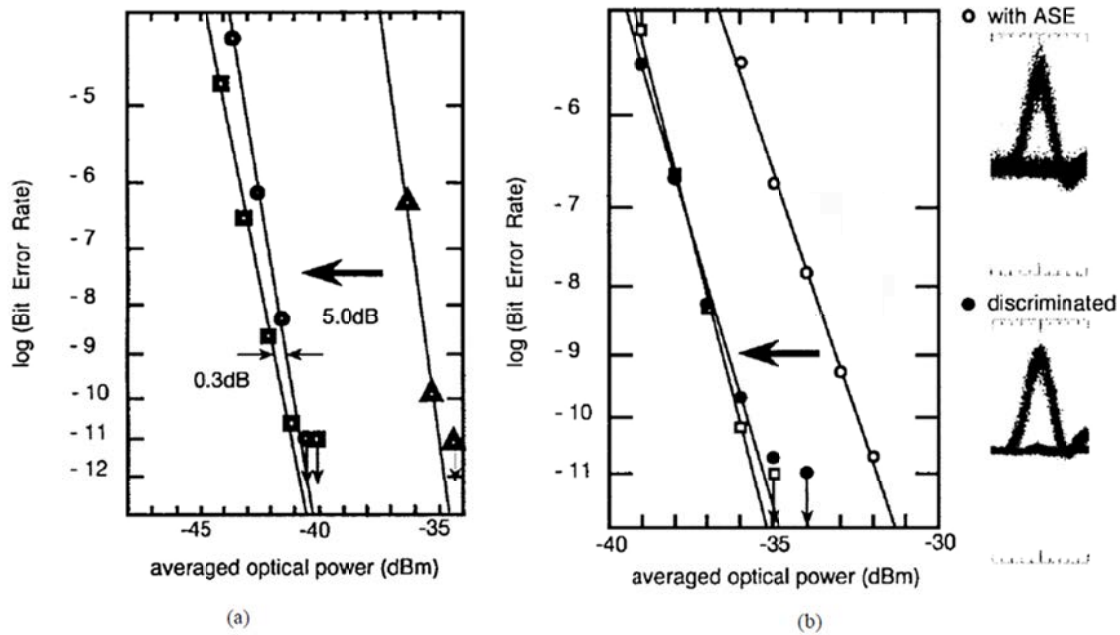 log (Bit Error Rate)
- 5
- 6
- 7
- 8
- 9
- 10
- 11
- 12
5.0dB
0.3dB
-45
-40
-35
averaged optical power (dBm)
(a)
log (Bit Error Rate)
- 6
- 7
- 8
- 9
- 10
- 11
-40
-35
-30
averaged optical power (dBm)
(b)
with ASE
discriminated